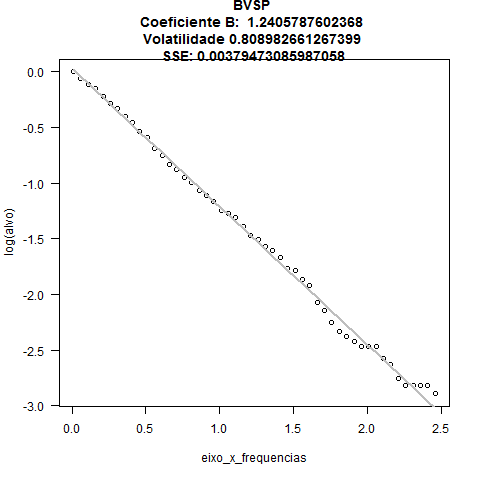 BVSP
Coeficiente B:  1.2405787602368
Volatilidade 0.808982661267399
SSE: 0.00379473085987058
0.0
-0.5
-1.0
-1.5
-2.0
-2.5
-3.0
log(alvo)
0.0 0.5 1.0 1.5 2.0 2.5
eixo_x_frequencias